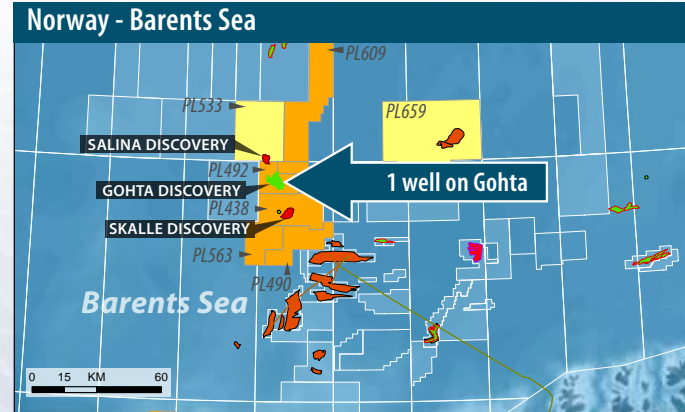 Norway - Barents Sea
PL609
PL533
PL659
SALINA DISCOVERY
PL492
GOHTA DISCOVERY
1 well on Gohta
PL438
SKALLE DISCOVERY
PL563
PL490
Barents Sea
0 15 KM 60